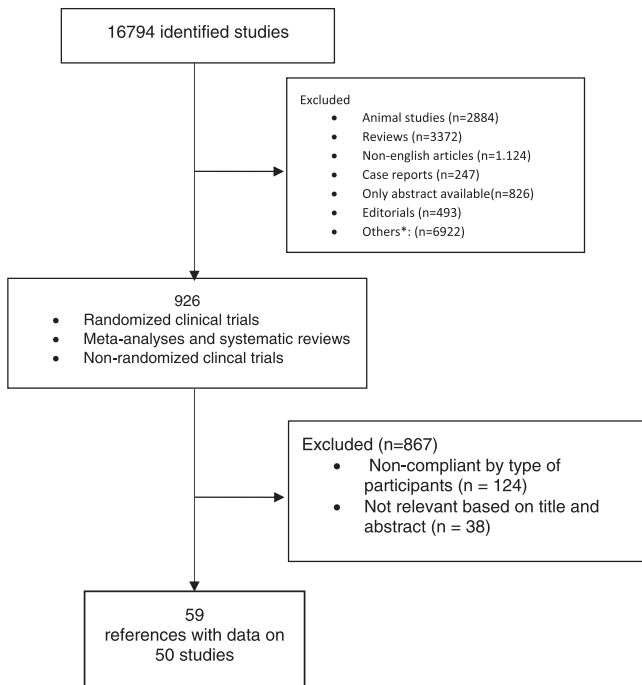 16794 identified studies
Excluded
• Animal studies (n=2884)
• Reviews (n=3372)
• Non-english articles (n=1.124)
• Case reports (n=247)
• Only abstract available(n=826)
• Editorials (n=493)
• Others*: (n=6922)
926
• Randomized clinical trials
• Meta-analyses and systematic reviews
• Non-randomized clincal trials
Excluded (n=867)
• Non-compliant by type of
participants (n = 124)
• Not relevant based on title and
abstract (n = 38)
59
references with data on
50 studies